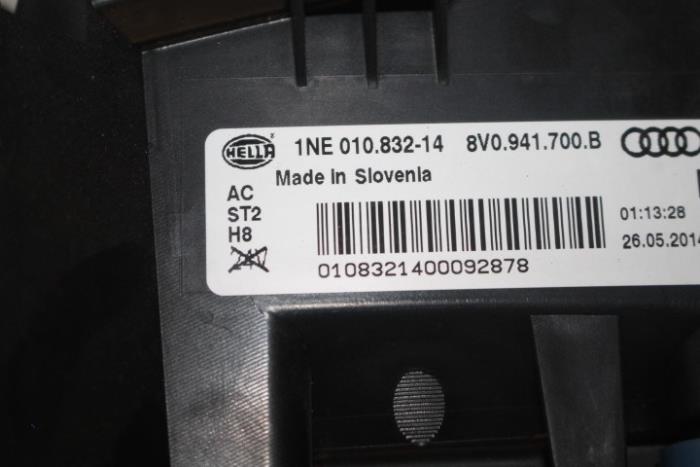 HELLA 1NE 010.832-14 8V0.941.700.B
Made in Slovenia
AC
ST2
H8
01:13:28
26.05.2014
0108321400092878